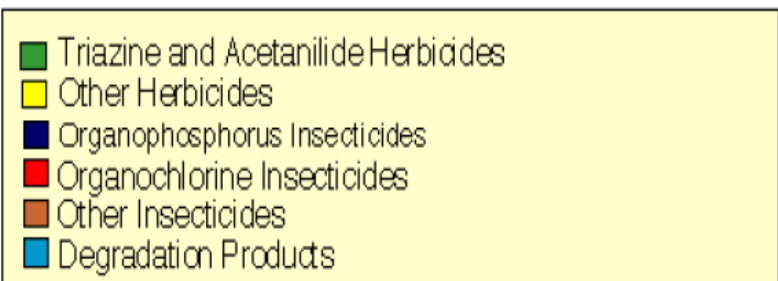 Triazine and Acetanilide Herbicides
Other Herbicides
Organophosphorus Insecticides
Organochlorine Insecticides
Other Insecticides
Degradation Products